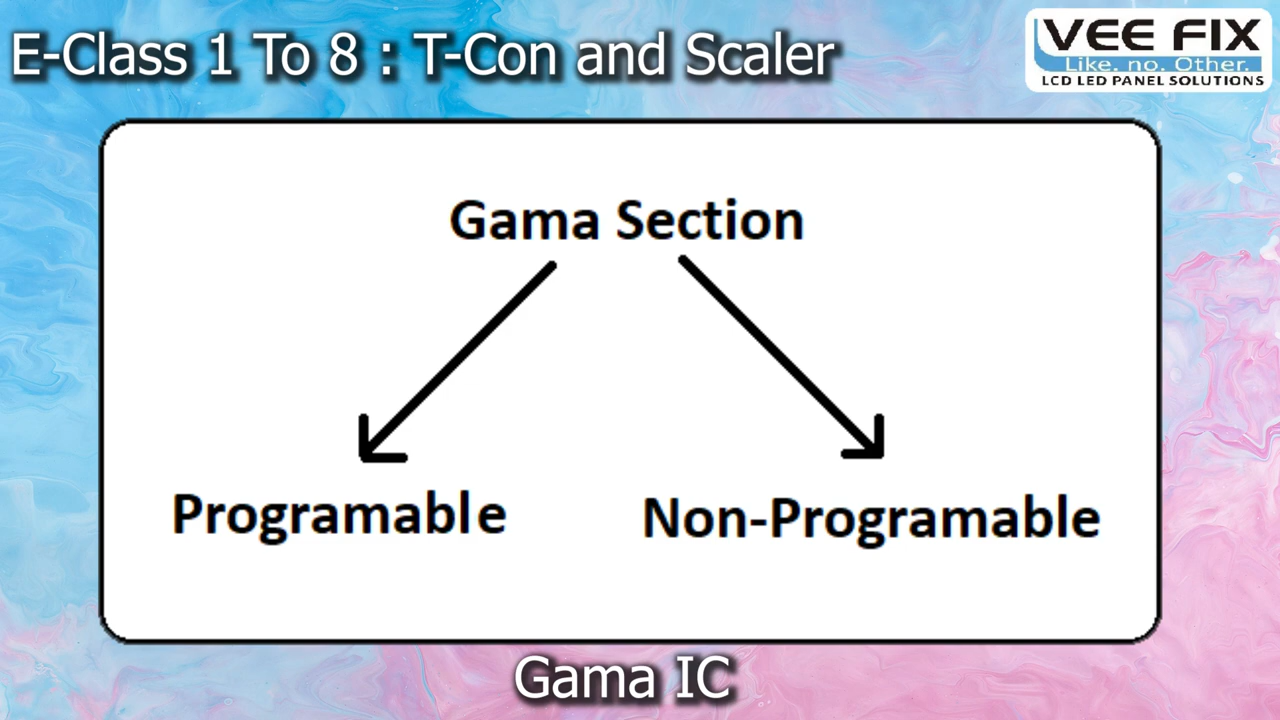 E-Class 1 To 8 : T-Con and Scaler
VEE FIX
Like. no. Other.
LCD LED PANEL SOLUTIONS
Gama Section
Programable
Non-Programable
Gama IC